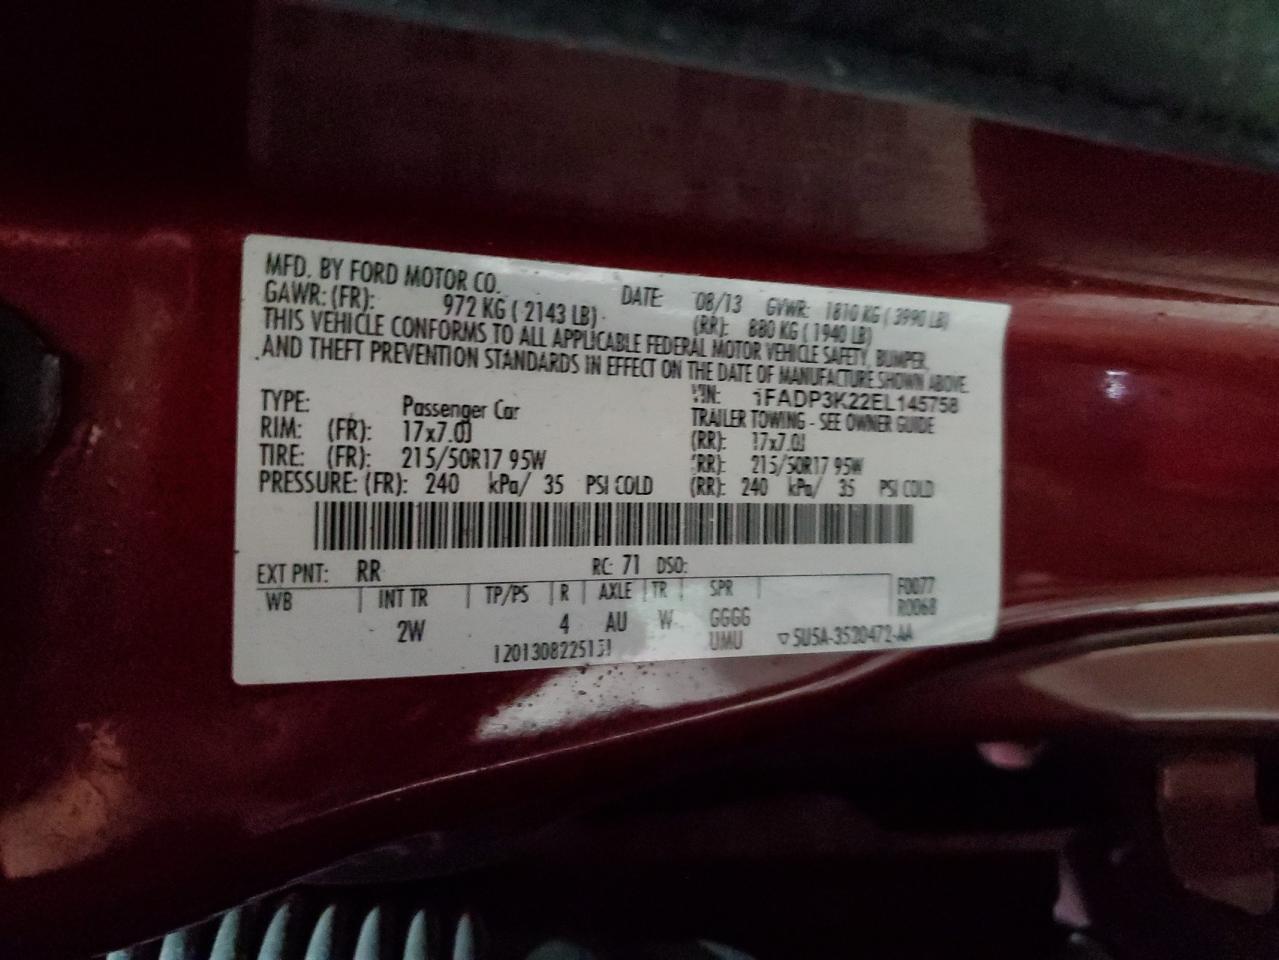 MFD. BY FORD MOTOR CO. DATE: 08/13 GVWR: 1810 KG ( 3990 LB)
GAWR: (FR): 972 KG ( 2143 LB) (RR): 880 KG ( 1940 LB)
THIS VEHICLE CONFORMS TO ALL APPLICABLE FEDERAL MOTOR VEHICLE SAFETY, BUMPER,
AND THEFT PREVENTION STANDARDS IN EFFECT ON THE DATE OF MANUFACTURE SHOWN ABOVE.
VIN: 1FADP3K22EL145758
TYPE: Passenger Car TRAILER TOWING - SEE OWNER GUIDE
RIM: (FR): 17x7.0J (RR): 17x7.0J
TIRE: (FR): 215/50R17 95W (RR): 215/50R17 95W
PRESSURE: (FR): 240 kPa/ 35 PSI COLD (RR): 240 kPa/ 35 PSI COLD
EXT PNT: RR RC: 71 DSO:
WB INT TR TP/PS R AXLE TR SPR F0077
2W 4 AU W GGGG R0068
1201308225151 UMU ▽5U5A-3520472-AA